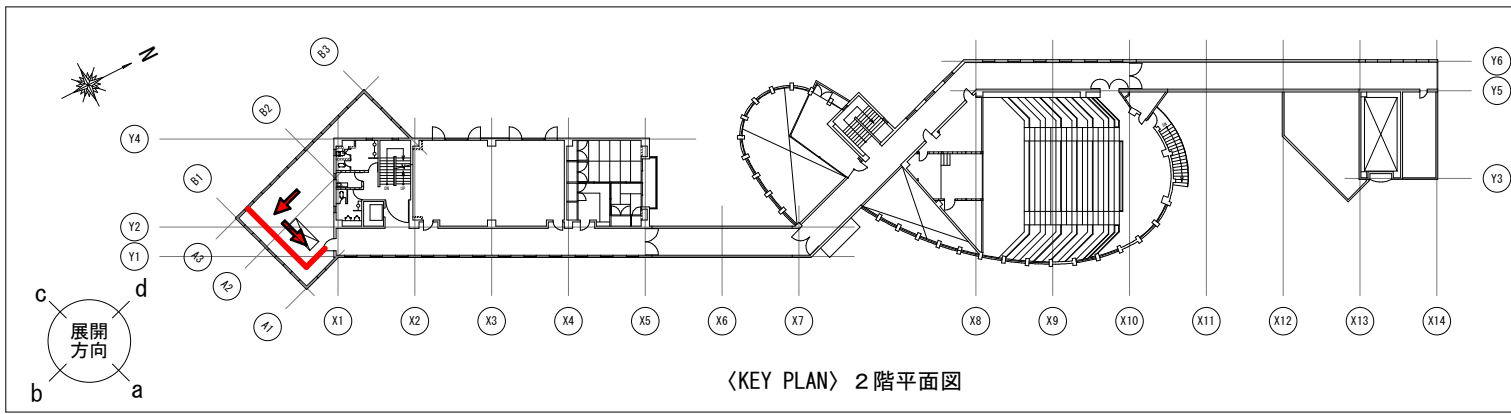 N
B3
B2
B1
Y4
Y2
Y1
A3
A2
A1
X1
X2
X3
X4
X5
X6
X7
X8
X9
X10
X11
X12
X13
X14
Y6
Y5
Y3
c
d
展開
方向
b
a
〈KEY PLAN〉 2階平面図